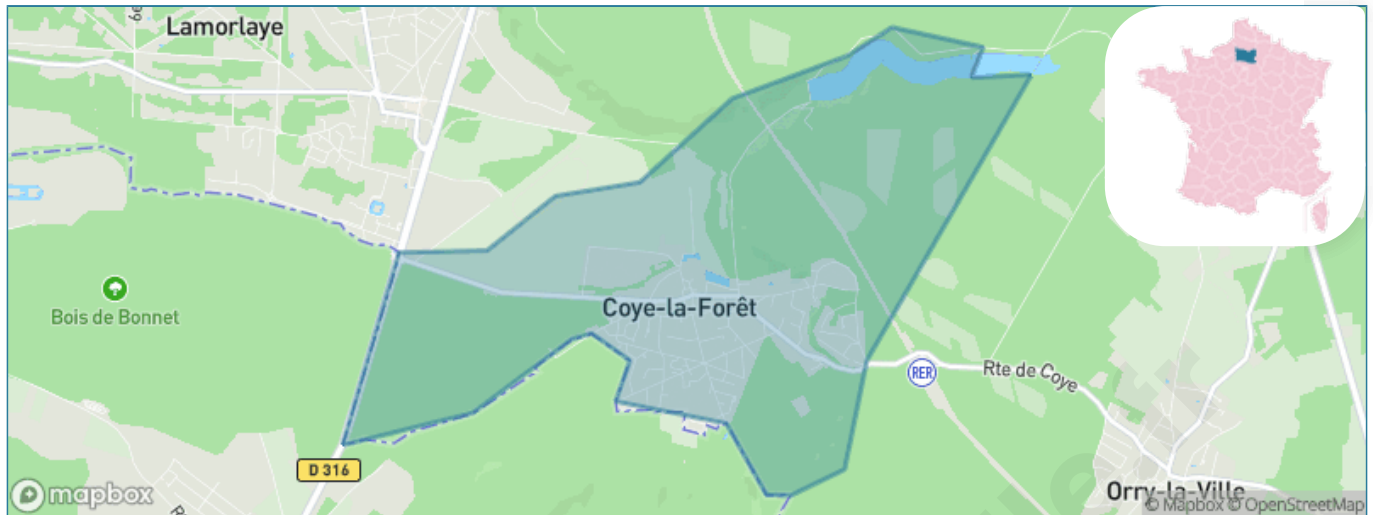 Lamorlaye
Bois de Bonnet
Coye-la-Forêt
RER
Rte de Coye
D 316
Orry-la-Ville
mapbox
© Mapbox © OpenStreetMap